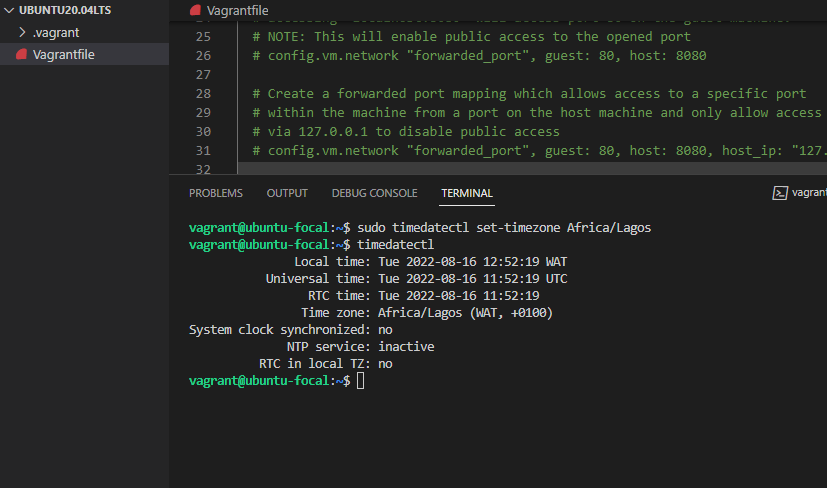 UBUNTU20.04LTS
.vagrant
Vagrantfile
Vagrantfile
25 # NOTE: This will enable public access to the opened port
26 # config.vm.network "forwarded_port", guest: 80, host: 8080
27
28 # Create a forwarded port mapping which allows access to a specific port
29 # within the machine from a port on the host machine and only allow access
30 # via 127.0.0.1 to disable public access
31 # config.vm.network "forwarded_port", guest: 80, host: 8080, host_ip: "127.
32
PROBLEMS OUTPUT DEBUG CONSOLE TERMINAL vagrant
vagrant@ubuntu-focal:~$ sudo timedatectl set-timezone Africa/Lagos
vagrant@ubuntu-focal:~$ timedatectl
Local time: Tue 2022-08-16 12:52:19 WAT
Universal time: Tue 2022-08-16 11:52:19 UTC
RTC time: Tue 2022-08-16 11:52:19
Time zone: Africa/Lagos (WAT, +0100)
System clock synchronized: no
NTP service: inactive
RTC in local TZ: no
vagrant@ubuntu-focal:~$